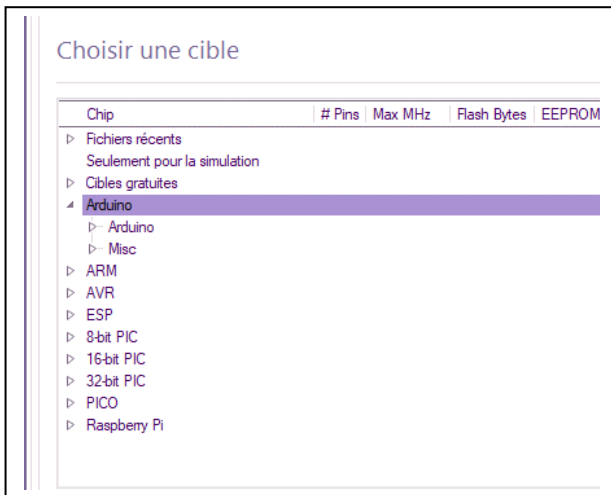 Choisir une cible
Chip # Pins Max MHz Flash Bytes EEPROM
Fichiers récents
Seulement pour la simulation
Cibles gratuites
Arduino
Arduino
Misc
ARM
AVR
ESP
8-bit PIC
16-bit PIC
32-bit PIC
PICO
Raspberry Pi